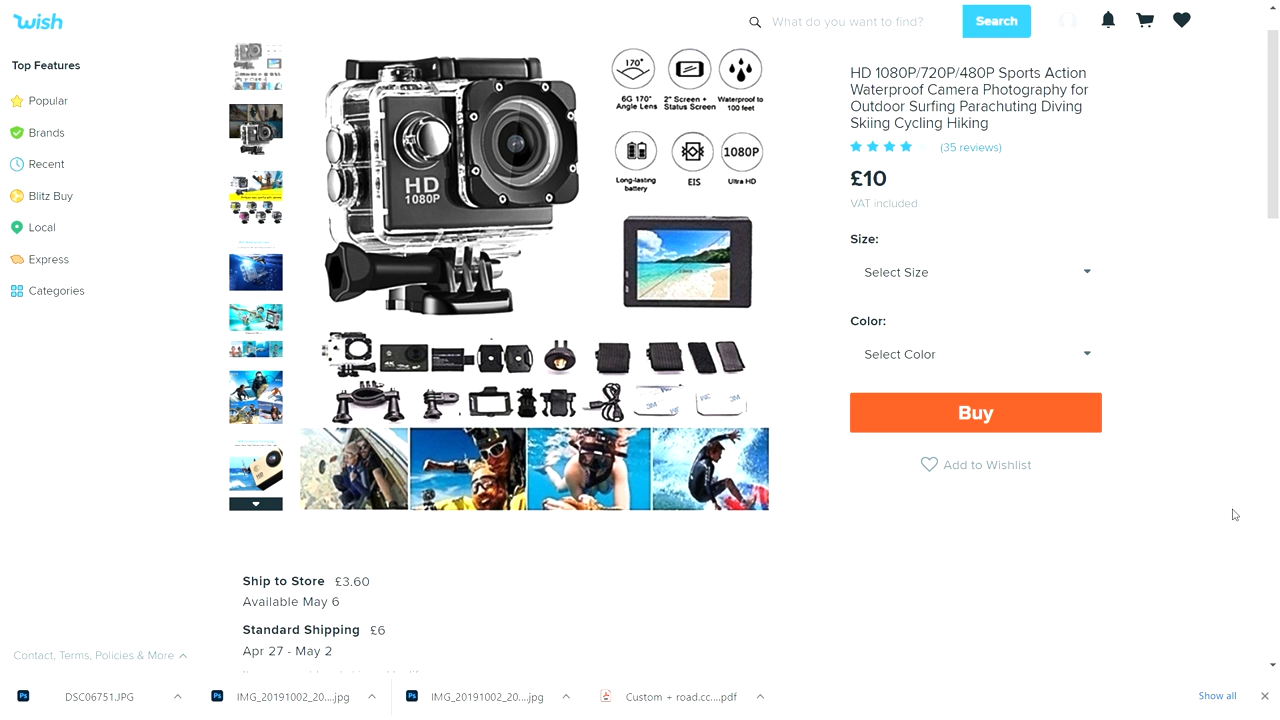 wish
What do you want to find?
Search
Top Features
Popular
Brands
Recent
Blitz Buy
Local
Express
Categories
HD
1080P
170°
6G 170°
Angle Lens
2" Screen +
Status Screen
Waterproof to
100 feet
Long-lasting
battery
EIS
1080P
Ultra HD
3M
3M
HD 1080P/720P/480P Sports Action
Waterproof Camera Photography for
Outdoor Surfing Parachuting Diving
Skiing Cycling Hiking
(35 reviews)
£10
VAT included
Size:
Select Size
Color:
Select Color
Buy
Add to Wishlist
Ship to Store £3.60
Available May 6
Standard Shipping £6
Apr 27 - May 2
Contact, Terms, Policies & More
Ps DSC06751.JPG
Ps IMG_20191002_20....jpg
Ps IMG_20191002_20....jpg
Custom + road.cc....pdf
Show all